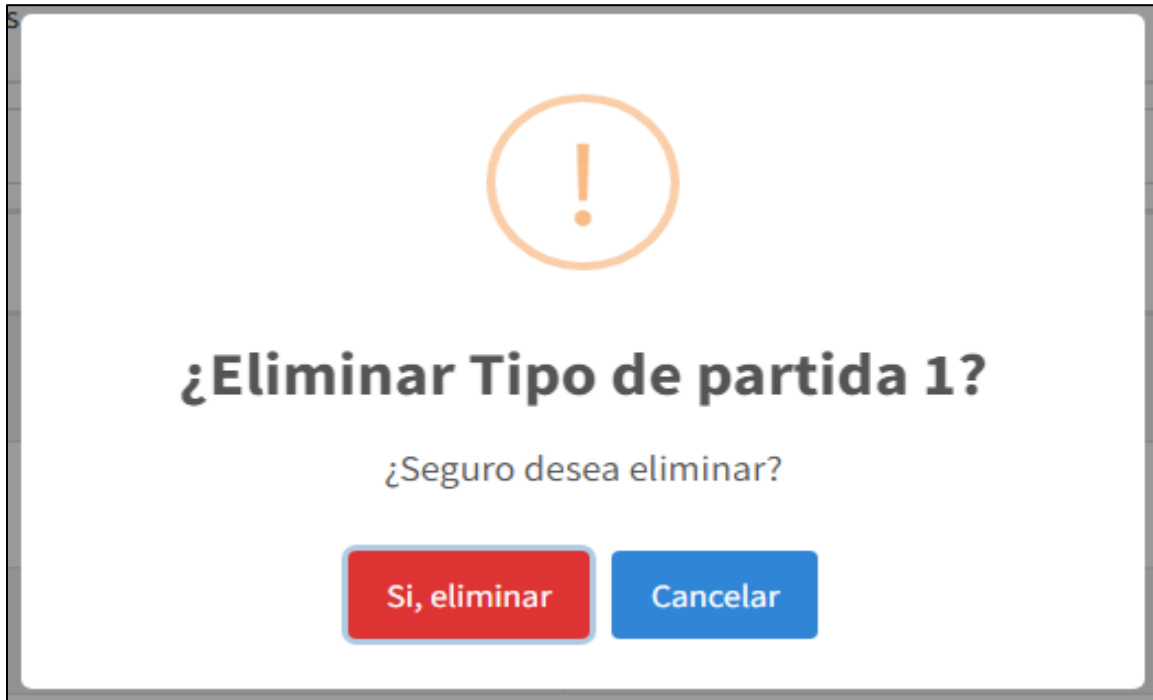 s
!
¿Eliminar Tipo de partida 1?
¿Seguro desea eliminar?
Si, eliminar
Cancelar